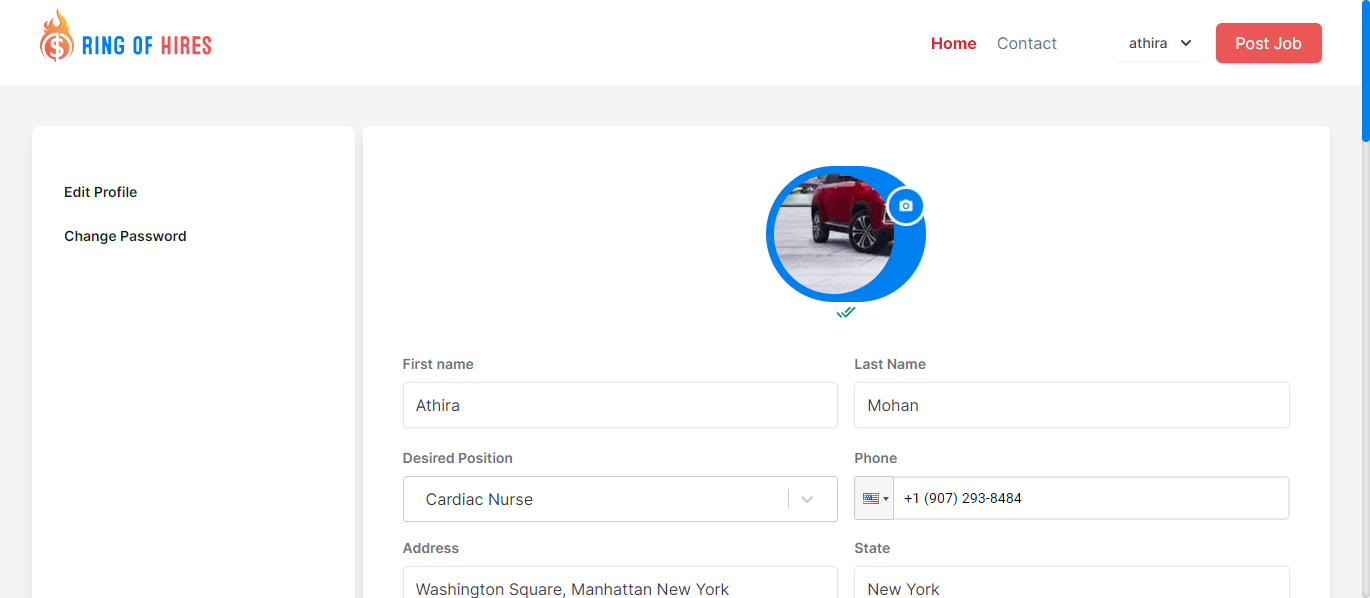 RING OF HIRES
Home Contact athira Post Job
Edit Profile
Change Password
First name Last Name
Athira Mohan
Desired Position Phone
Cardiac Nurse +1 (907) 293-8484
Address State
Washington Square, Manhattan New York New York